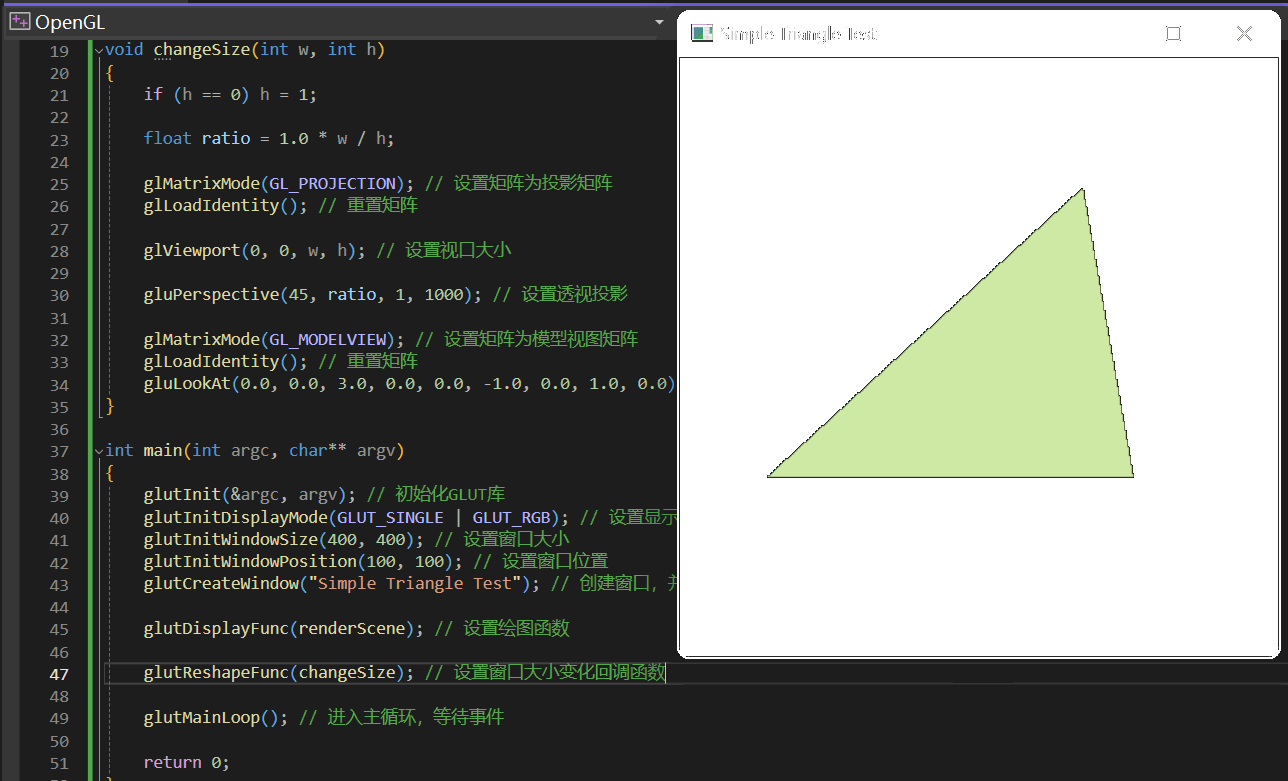 OpenGL
Simple Triangle Test
19 void changeSize(int w, int h)
20 {
21 if (h == 0) h = 1;
22
23 float ratio = 1.0 * w / h;
24
25 glMatrixMode(GL_PROJECTION); // 设置矩阵为投影矩阵
26 glLoadIdentity(); // 重置矩阵
27
28 glViewport(0, 0, w, h); // 设置视口大小
29
30 gluPerspective(45, ratio, 1, 1000); // 设置透视投影
31
32 glMatrixMode(GL_MODELVIEW); // 设置矩阵为模型视图矩阵
33 glLoadIdentity(); // 重置矩阵
34 gluLookAt(0.0, 0.0, 3.0, 0.0, 0.0, -1.0, 0.0, 1.0, 0.0)
35 }
36
37 int main(int argc, char** argv)
38 {
39 glutInit(&argc, argv); // 初始化GLUT库
40 glutInitDisplayMode(GLUT_SINGLE | GLUT_RGB); // 设置显示
41 glutInitWindowSize(400, 400); // 设置窗口大小
42 glutInitWindowPosition(100, 100); // 设置窗口位置
43 glutCreateWindow("Simple Triangle Test"); // 创建窗口，
44
45 glutDisplayFunc(renderScene); // 设置绘图函数
46
47 glutReshapeFunc(changeSize); // 设置窗口大小变化回调函数
48
49 glutMainLoop(); // 进入主循环，等待事件
50
51 return 0;